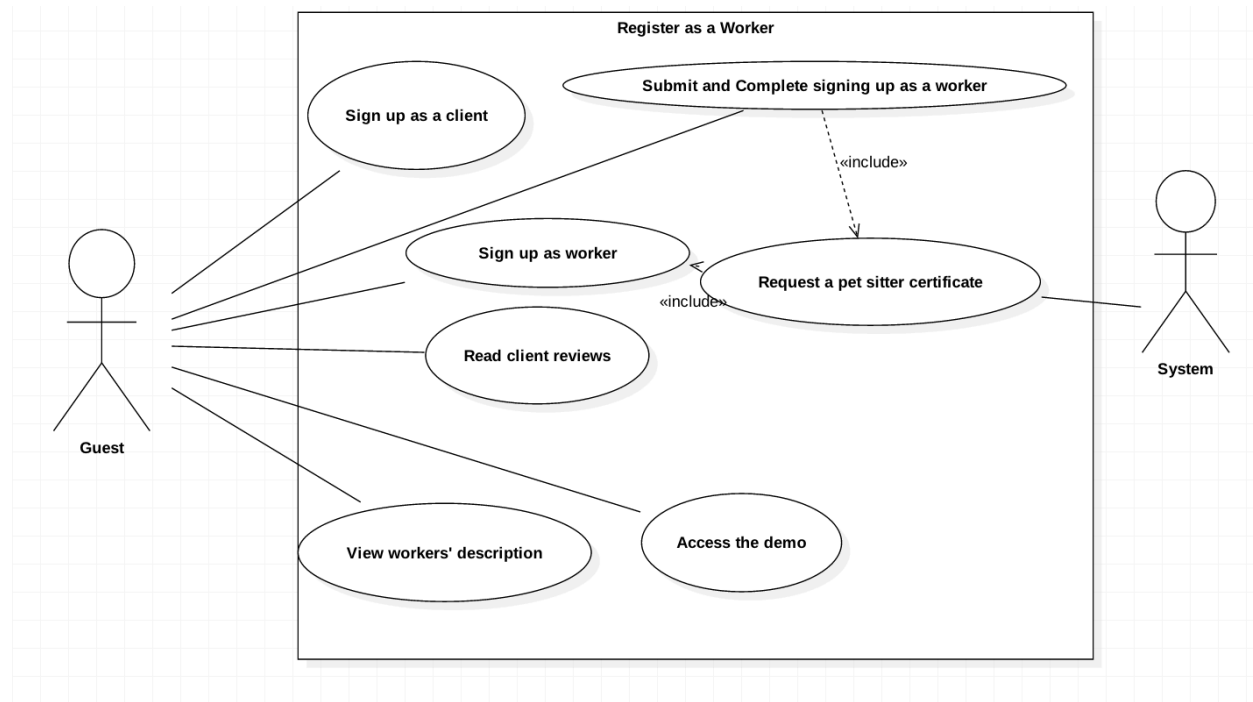 Register as a Worker
Submit and Complete signing up as a worker
Sign up as a client
«include»
Sign up as worker
Request a pet sitter certificate
«include»
Read client reviews
System
Guest
Access the demo
View workers' description